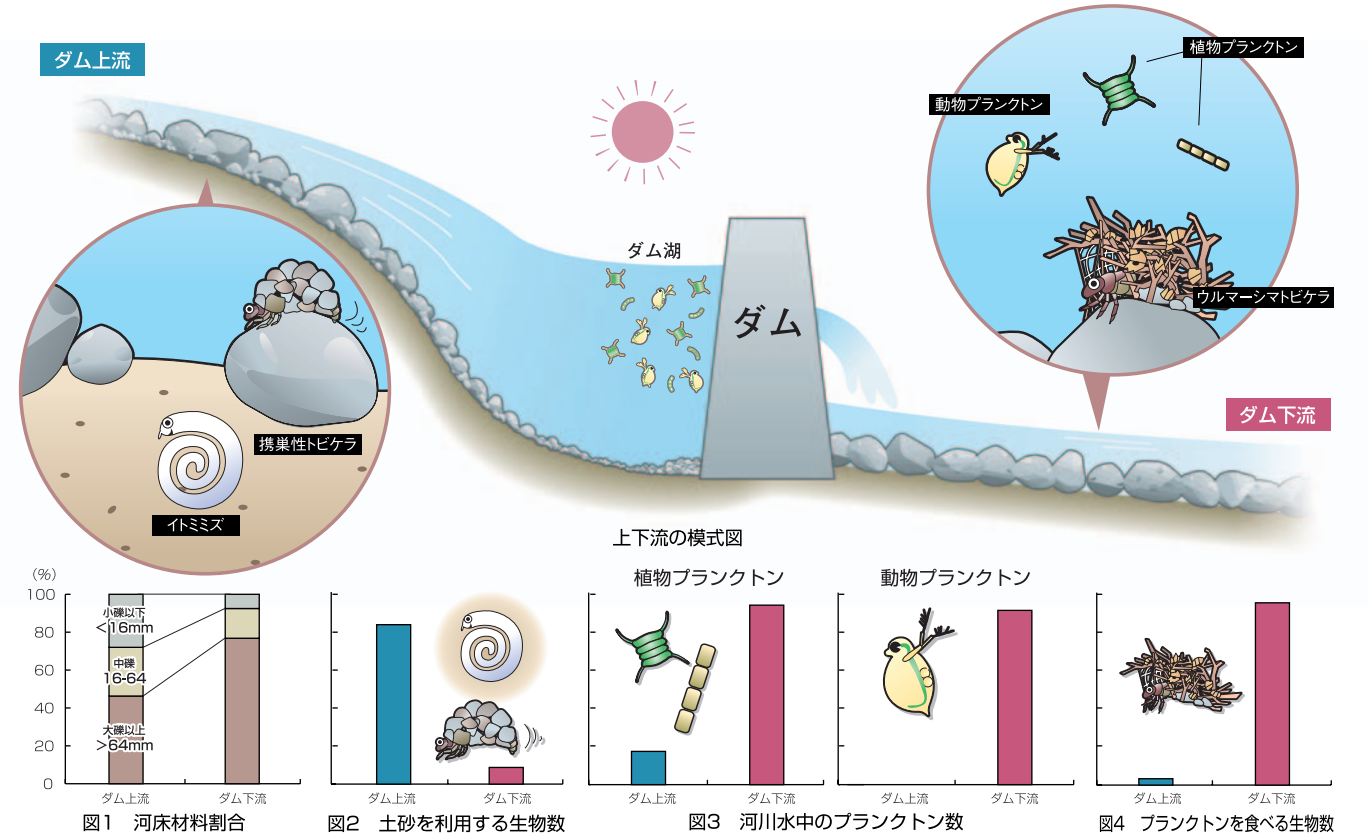 ダム上流
植物プランクトン
動物プランクトン
ダム湖
ダム
ウルマーシマトビケラ
ダム下流
携巣性トビケラ
イトミミズ
上下流の模式図
(%)
100
80
60
40
20
0
小礫以下
<16mm
中礫
16-64
大礫以上
>64mm
ダム上流
ダム下流
図1 河床材料割合
ダム上流
ダム下流
図2 土砂を利用する生物数
植物プランクトン
動物プランクトン
ダム上流
ダム下流
ダム上流
ダム下流
図3 河川水中のプランクトン数
ダム上流
ダム下流
図4 プランクトンを食べる生物数